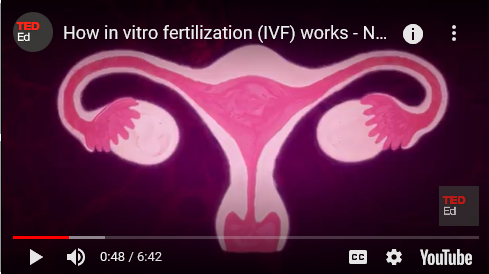 TED
Ed
How in vitro fertilization (IVF) works - N...
TED
Ed
0:48 / 6:42
CC
YouTube